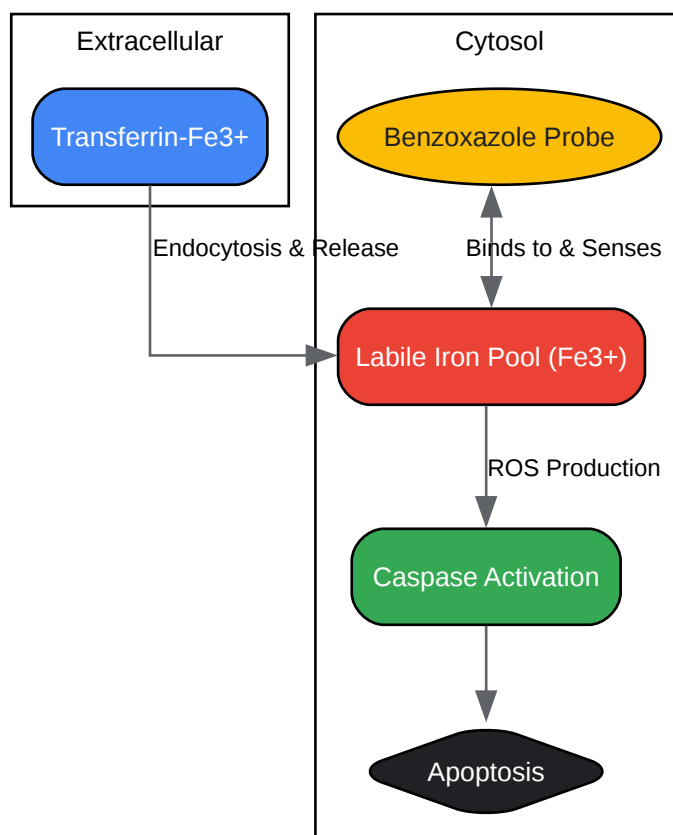 Extracellular
Cytosol
Transferrin-Fe3+
Benzoxazole Probe
Endocytosis & Release
Binds to & Senses
Labile Iron Pool (Fe3+)
ROS Production
Caspase Activation
Apoptosis